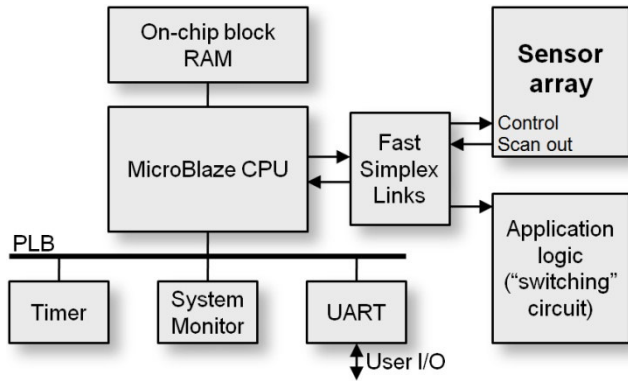 On-chip block
RAM
MicroBlaze CPU
Fast
Simplex
Links
Sensor
array
Control
Scan out
Application
logic
(“switching”
circuit)
PLB
Timer
System
Monitor
UART
User I/O